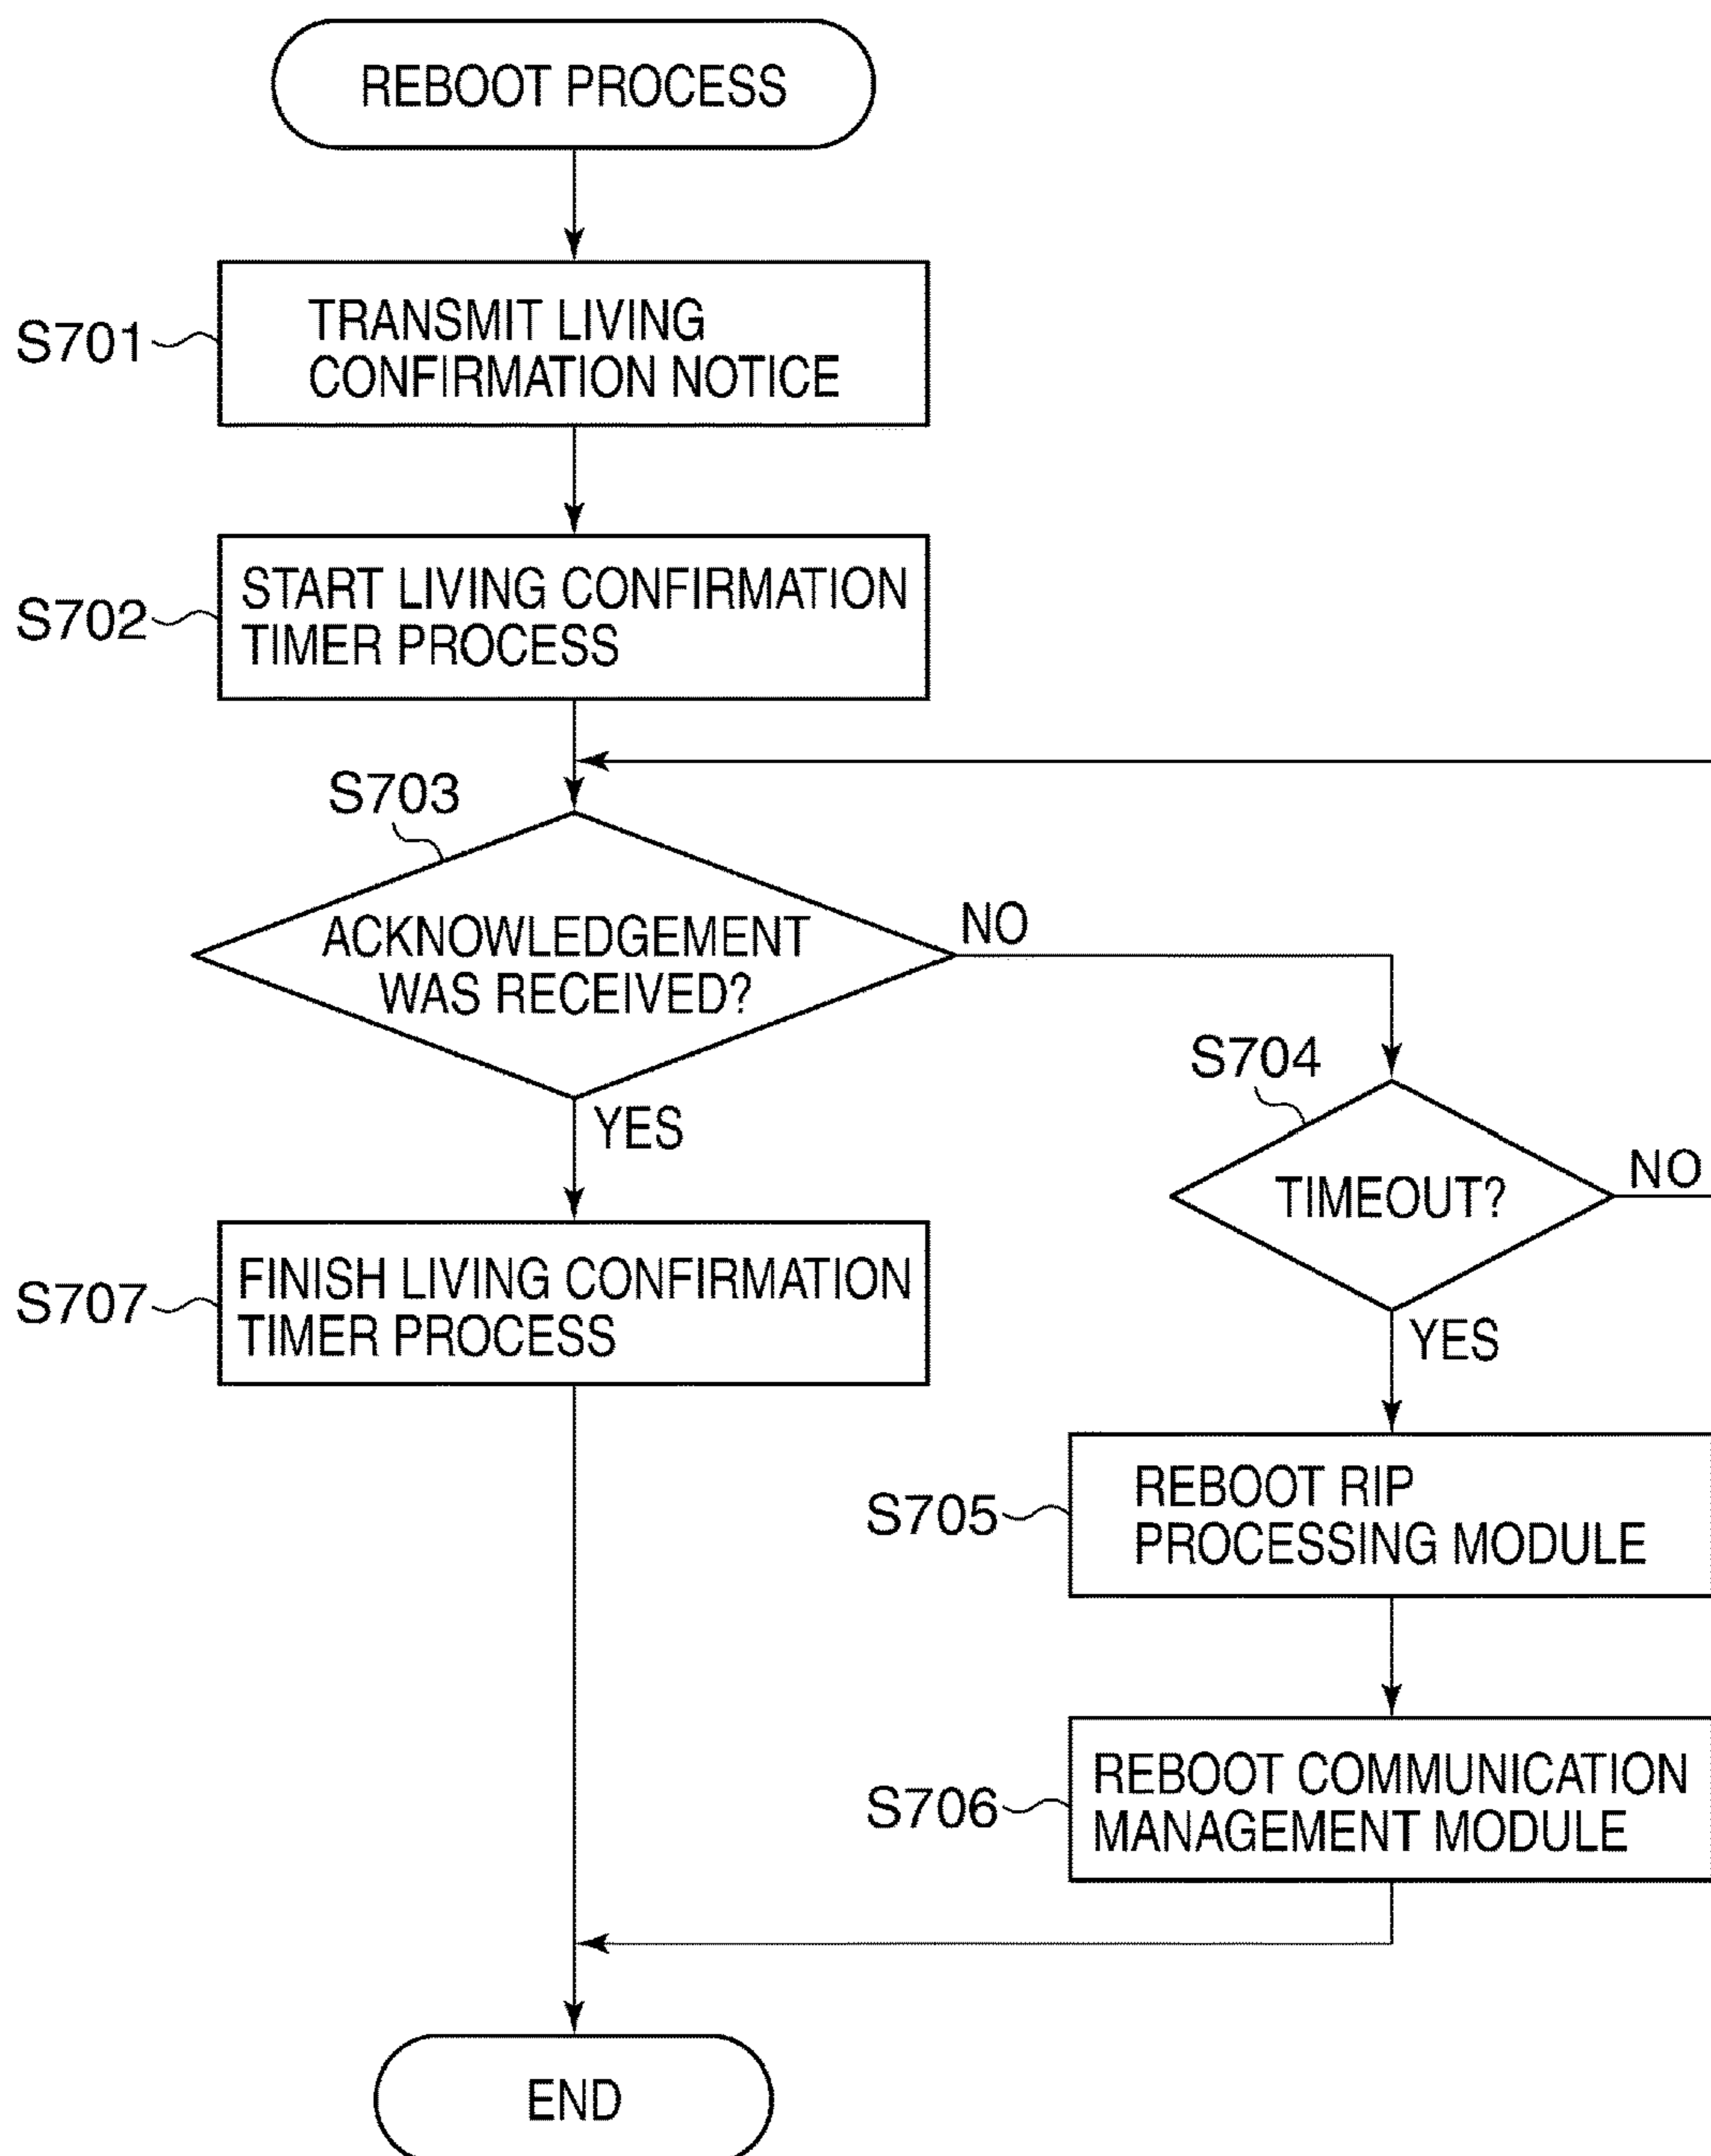 REBOOT PROCESS
S701
TRANSMIT LIVING
CONFIRMATION NOTICE
S702
START LIVING CONFIRMATION
TIMER PROCESS
S703
ACKNOWLEDGEMENT
WAS RECEIVED?
NO
YES
S704
TIMEOUT?
NO
YES
S707
FINISH LIVING CONFIRMATION
TIMER PROCESS
S705
REBOOT RIP
PROCESSING MODULE
S706
REBOOT COMMUNICATION
MANAGEMENT MODULE
END